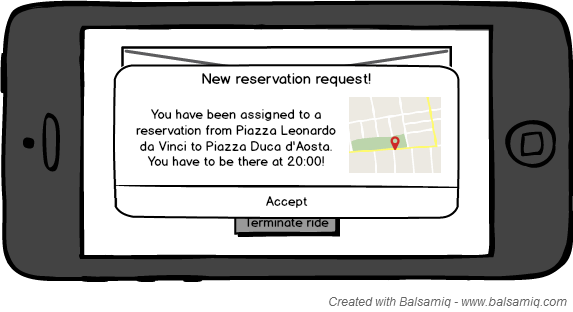 New reservation request!
You have been assigned to a
reservation from Piazza Leonardo
da Vinci to Piazza Duca d'Aosta.
You have to be there at 20:00!
Accept
Terminate ride
Created with Balsamiq - www.balsamiq.com